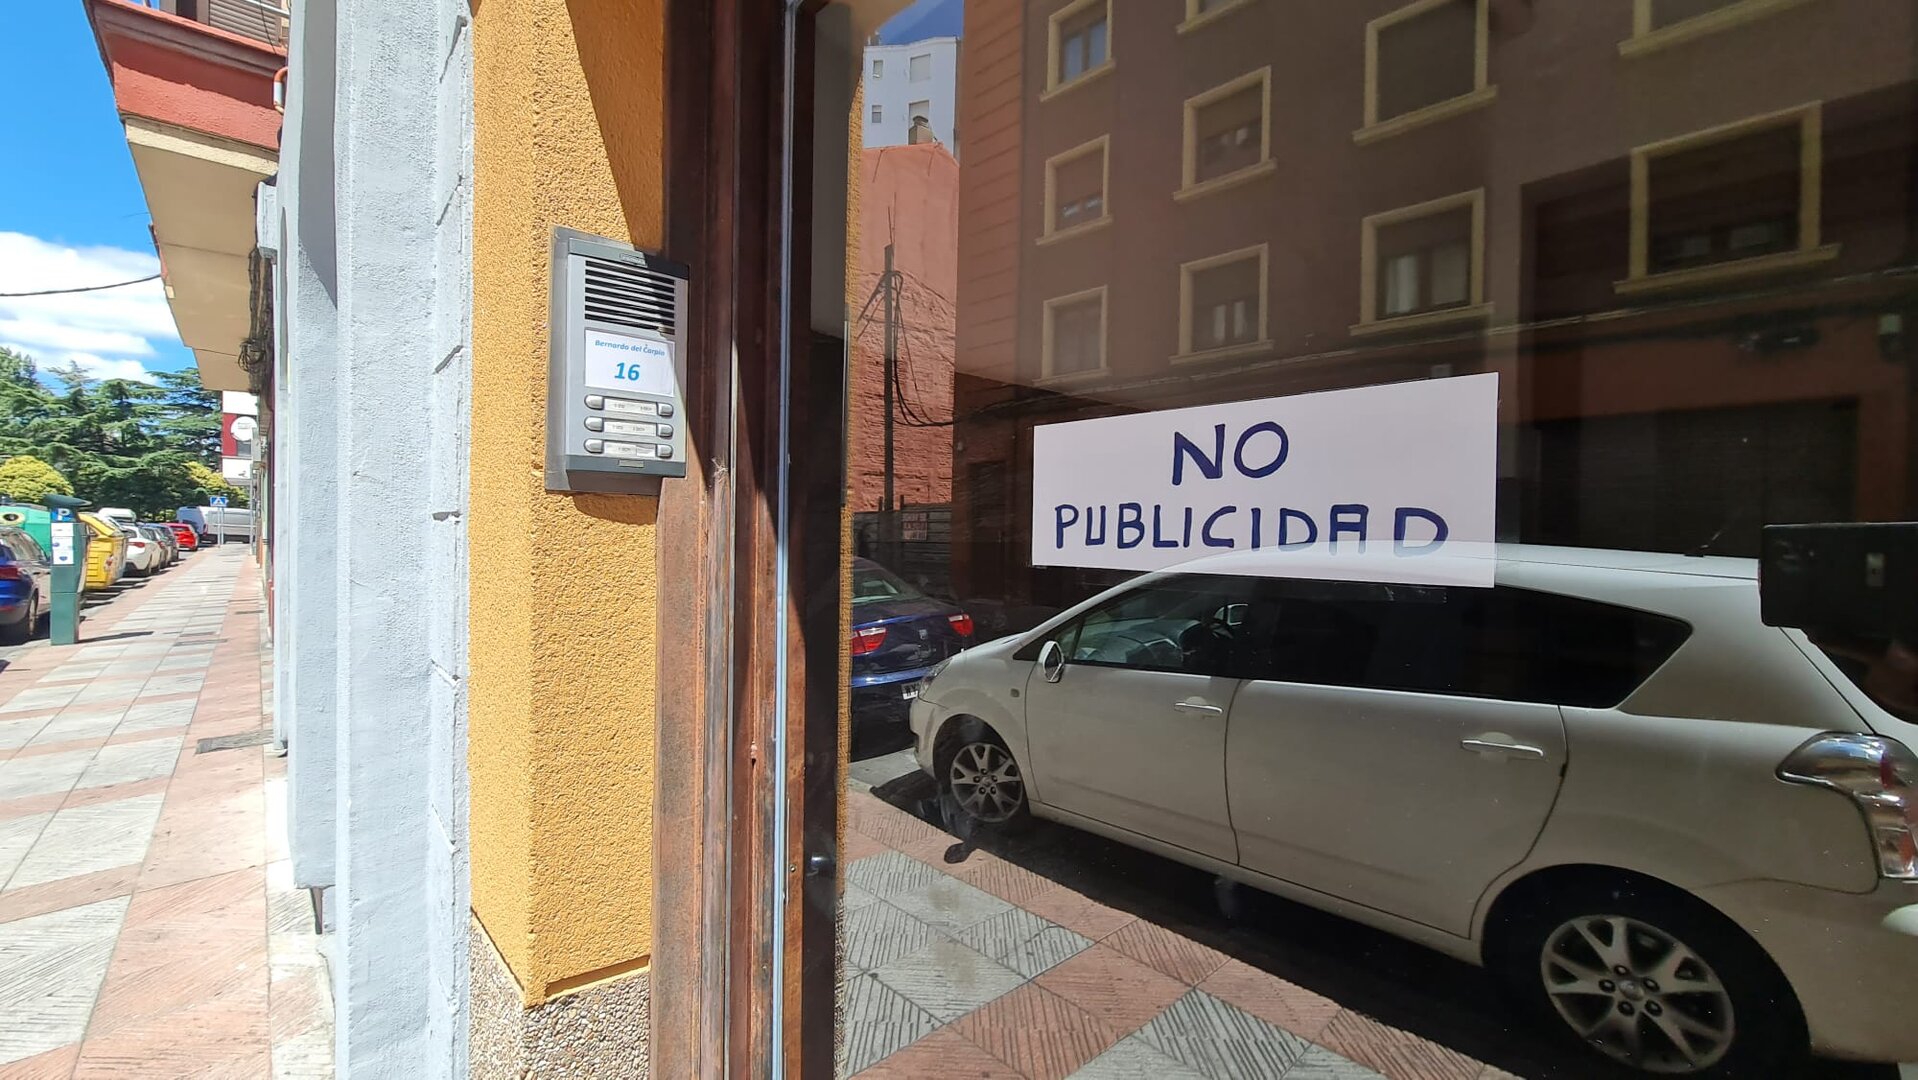 Bernardo del Carpio
16
NO
PUBLICIDAD
P